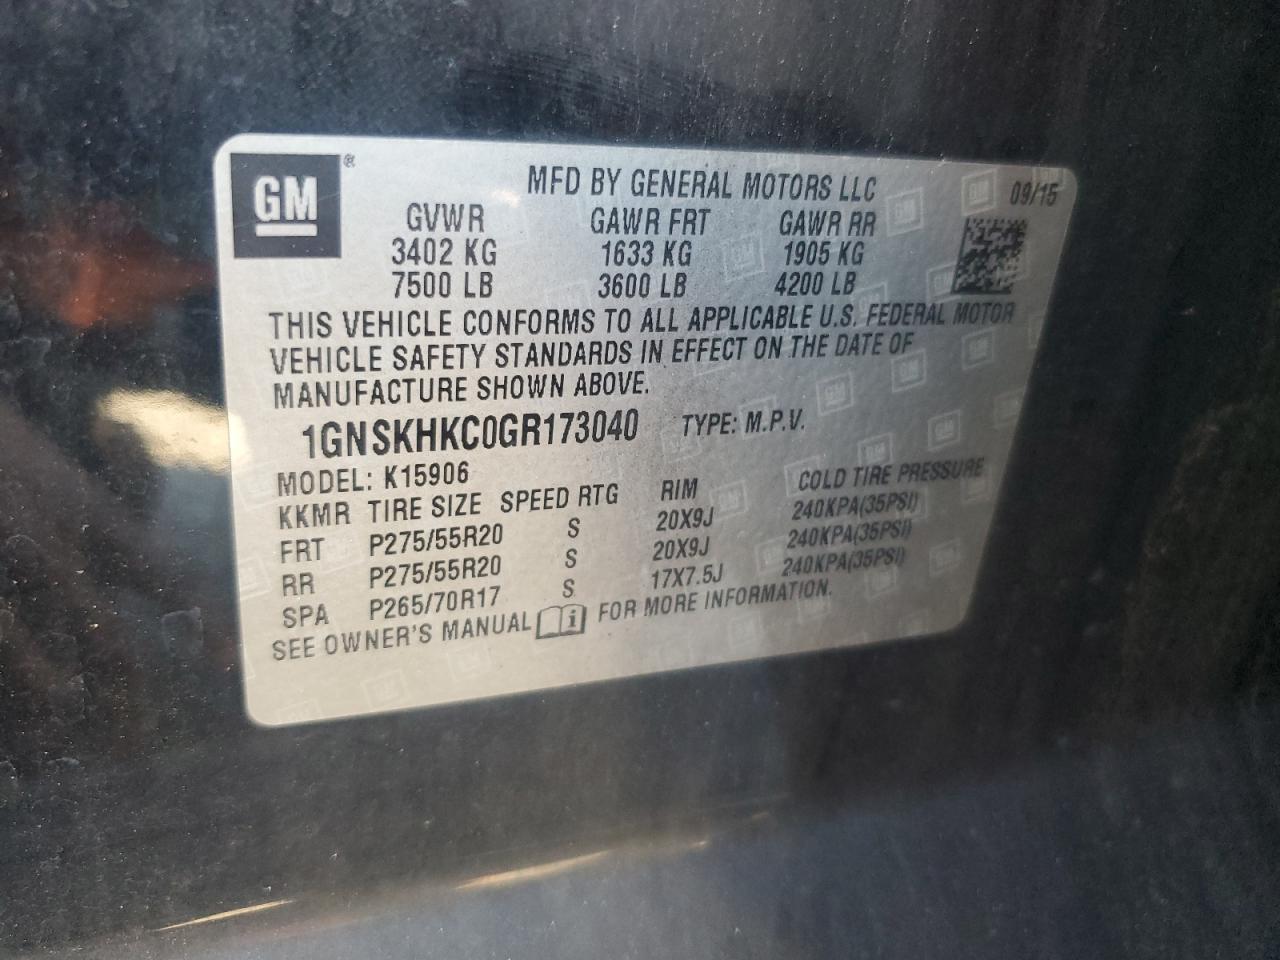 GM ®
MFD BY GENERAL MOTORS LLC 09/15
GVWR GAWR FRT GAWR RR
3402 KG 1633 KG 1905 KG
7500 LB 3600 LB 4200 LB
THIS VEHICLE CONFORMS TO ALL APPLICABLE U.S. FEDERAL MOTOR
VEHICLE SAFETY STANDARDS IN EFFECT ON THE DATE OF
MANUFACTURE SHOWN ABOVE.
1GNSKHKC0GR173040 TYPE: M.P.V.
MODEL: K15906
KKMR TIRE SIZE SPEED RTG RIM COLD TIRE PRESSURE
FRT P275/55R20 S 20X9J 240KPA(35PSI)
RR P275/55R20 S 20X9J 240KPA(35PSI)
SPA P265/70R17 S 17X7.5J 240KPA(35PSI)
SEE OWNER'S MANUAL i FOR MORE INFORMATION.